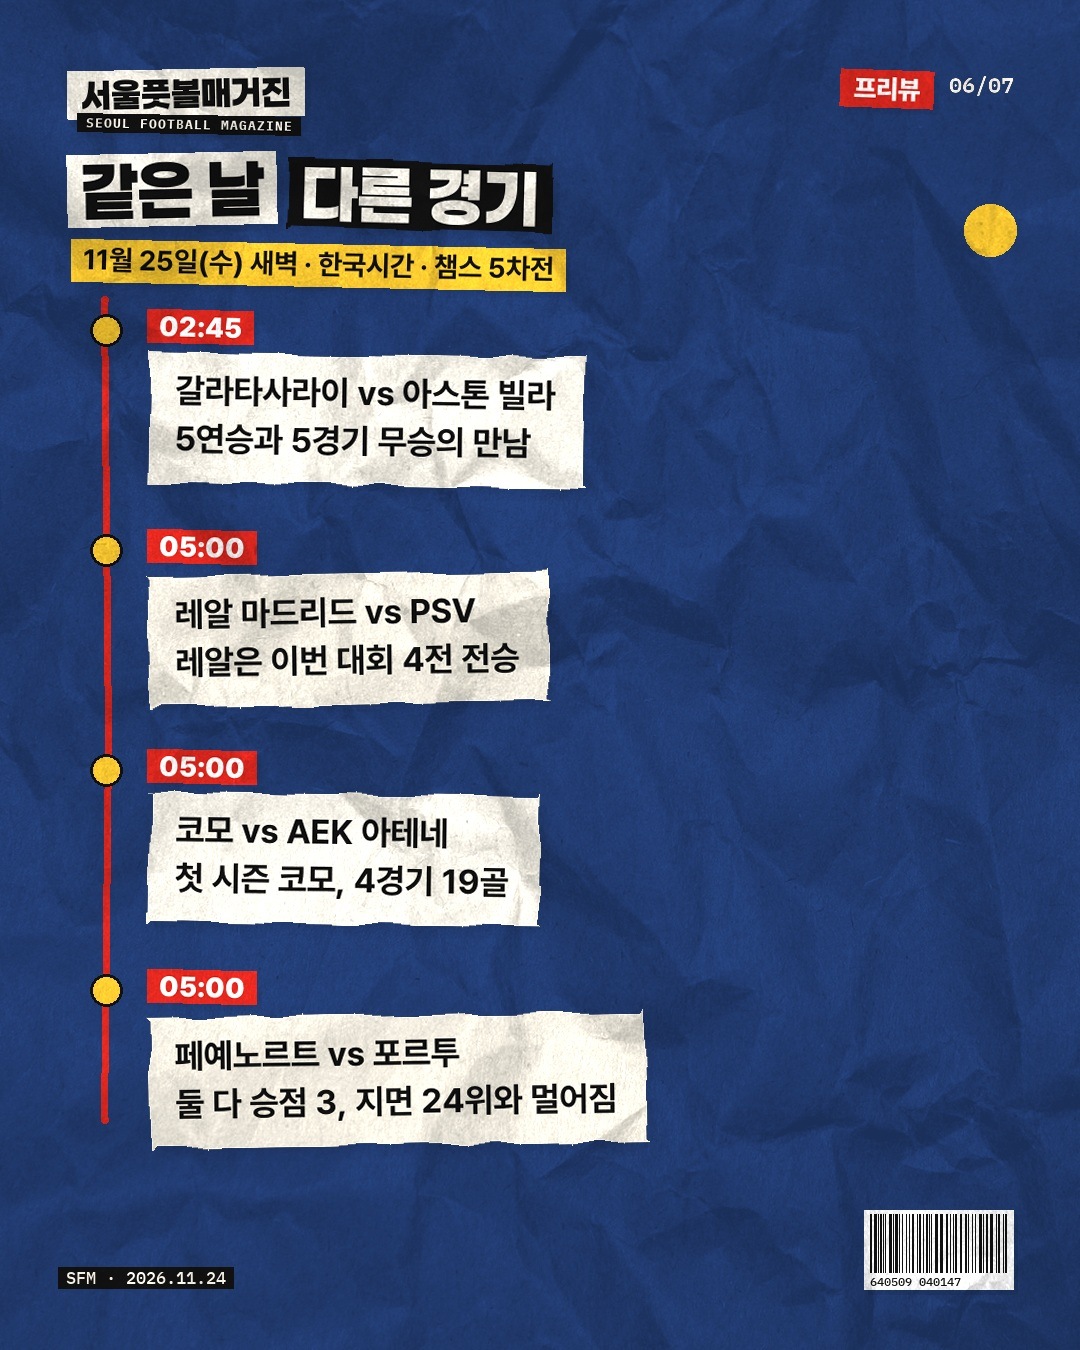 서울풋볼매거진
SEOUL FOOTBALL MAGAZINE
프리뷰 06/07
같은 날 다른 경기
11월 25일(수) 새벽 · 한국시간 · 챔스 5차전
02:45
갈라타사라이 vs 아스톤 빌라
5연승과 5경기 무승의 만남
05:00
레알 마드리드 vs PSV
레알은 이번 대회 4전 전승
05:00
코모 vs AEK 아테네
첫 시즌 코모, 4경기 19골
05:00
페예노르트 vs 포르투
둘 다 승점 3, 지면 24위와 멀어짐
SFM · 2026.11.24
640509 040147